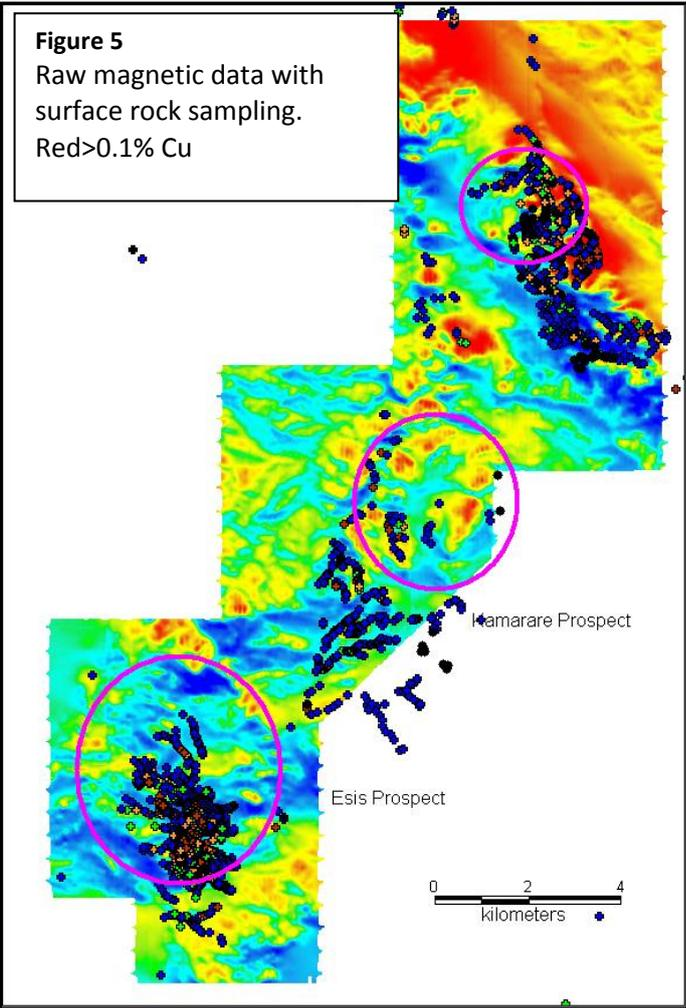 Figure 5
Raw magnetic data with
surface rock sampling.
Red>0.1% Cu
Kamarare Prospect
Esis Prospect
0 2 4
kilometers